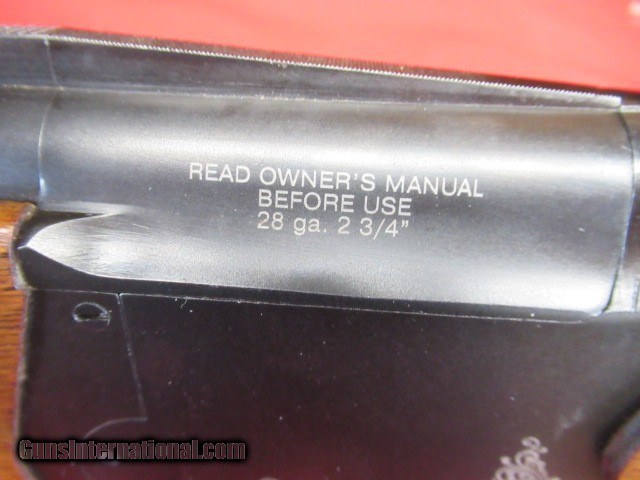 READ OWNER'S MANUAL
BEFORE USE
28 ga. 2 3/4"
GunsInternational.com